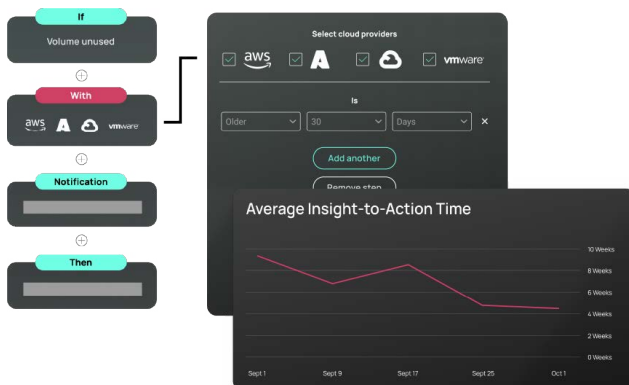 If
Volume unused
With
aws
vmware
Notification
Then
Select cloud providers
aws
vmware
Is
Older
30
Days
Add another
Remove step
Average Insight-to-Action Time
10 Weeks
8 Weeks
6 Weeks
4 Weeks
2 Weeks
0 Weeks
Sept 1
Sept 9
Sept 17
Sept 25
Oct 1